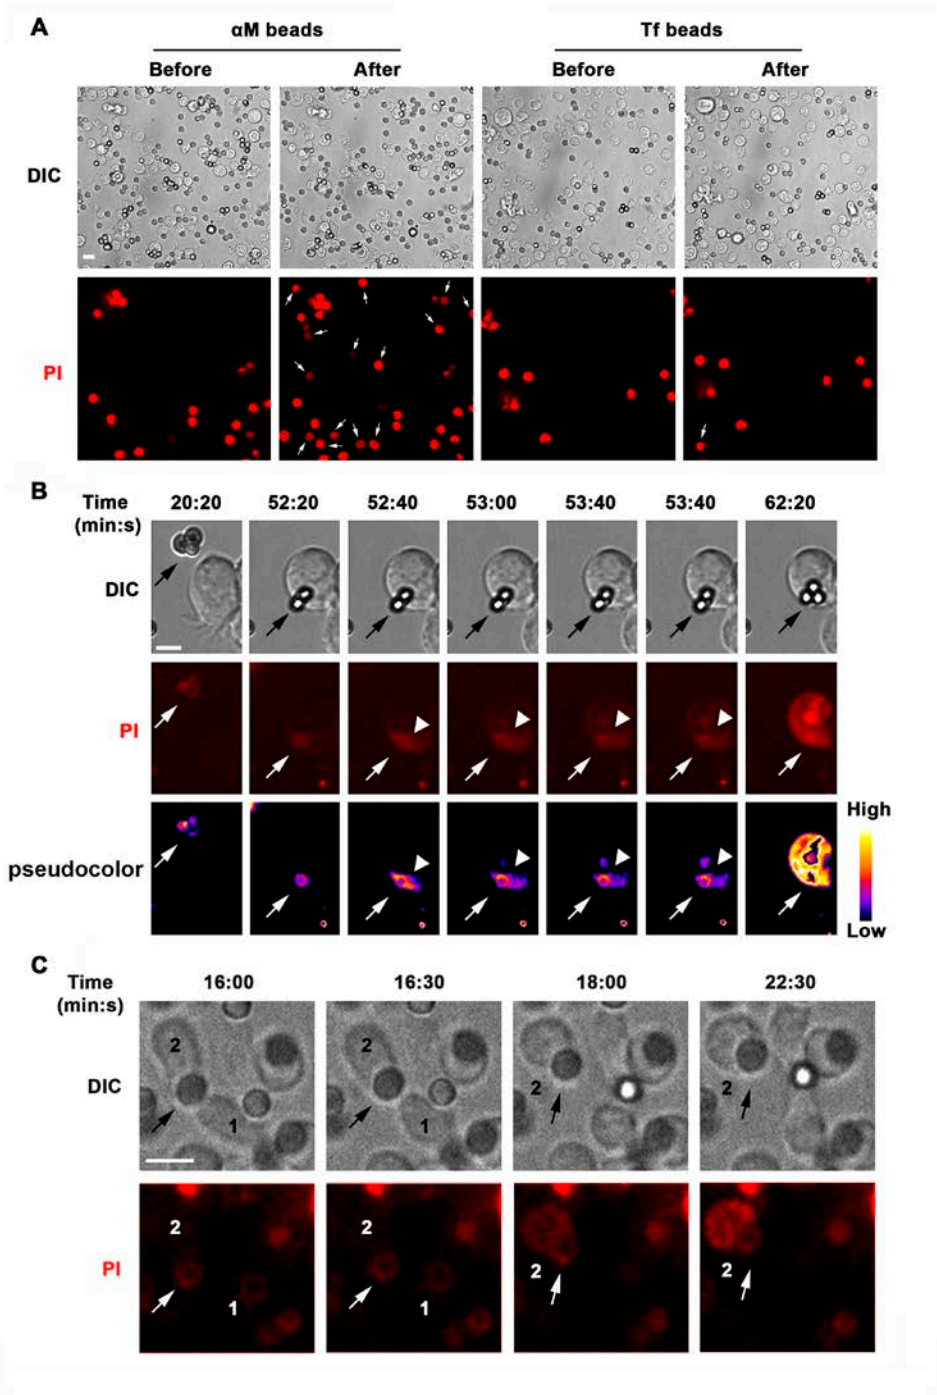 A
αM beads Tf beads
Before After Before After
DIC
PI
B
Time 20:20 52:20 52:40 53:00 53:40 53:40 62:20
(min:s)
DIC
PI
High
pseudocolor
Low
C
Time 16:00 16:30 18:00 22:30
(min:s)
DIC
2 2
2 2
1 1
PI
2 2
2 2
1 1